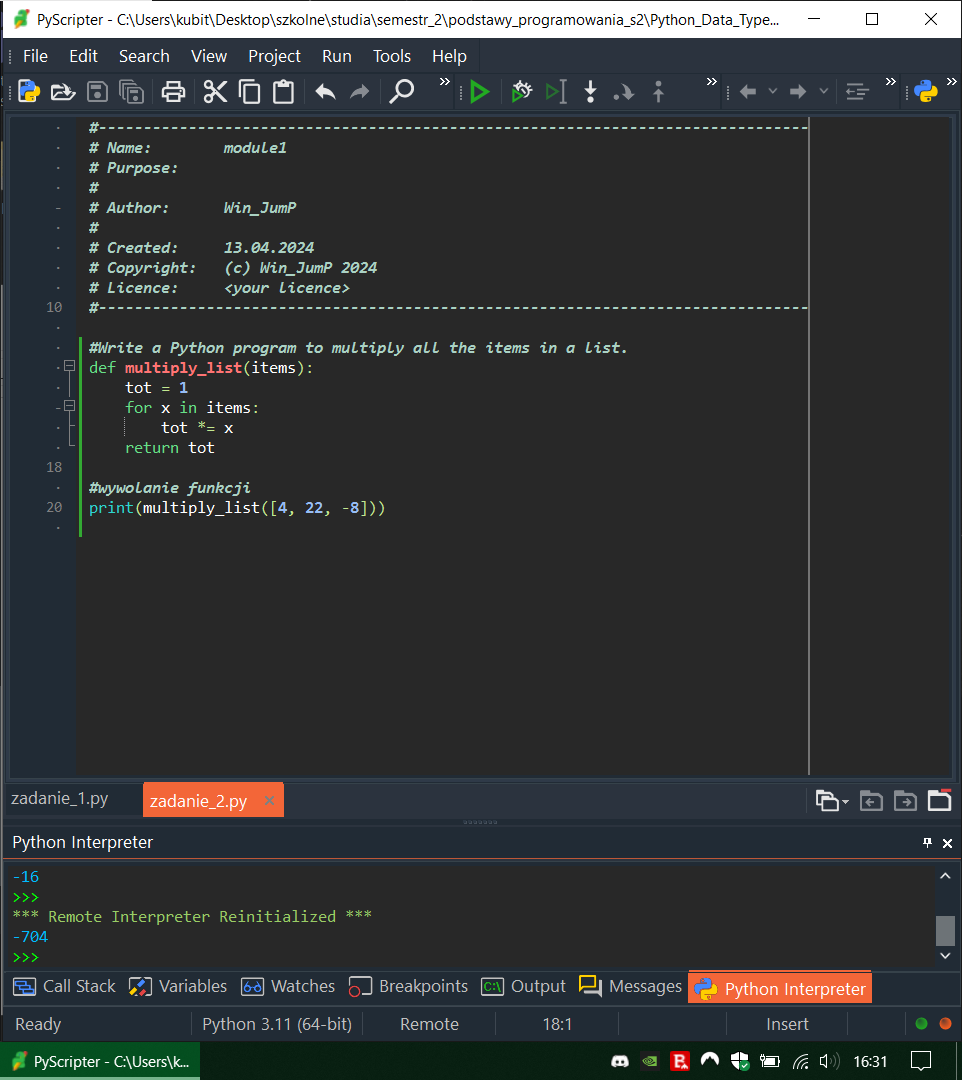 PyScripter - C:\Users\kubit\Desktop\szkolne\studia\semestr_2\podstawy_programowania_s2\Python_Data_Type...
File Edit Search View Project Run Tools Help
#-------------------------------------------------------------------------------
# Name:        module1
# Purpose:
#
# Author:      Win_JumP
#
# Created:     13.04.2024
# Copyright:   (c) Win_JumP 2024
# Licence:     <your licence>
10 #-------------------------------------------------------------------------------
#Write a Python program to multiply all the items in a list.
def multiply_list(items):
    tot = 1
    for x in items:
        tot *= x
    return tot
18
#wywolanie funkcji
20 print(multiply_list([4, 22, -8]))
zadanie_1.py zadanie_2.py
Python Interpreter
-16
>>>
*** Remote Interpreter Reinitialized ***
-704
>>>
Call Stack Variables Watches Breakpoints Output Messages Python Interpreter
Ready Python 3.11 (64-bit) Remote 18:1 Insert
PyScripter - C:\Users\k... 16:31